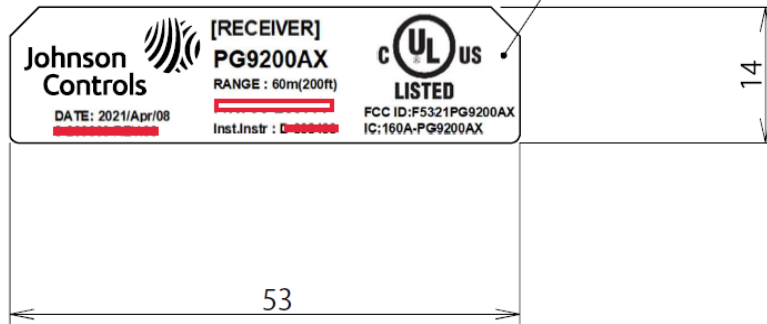 Johnson
Controls
DATE: 2021/Apr/08
[RECEIVER]
PG9200AX
RANGE : 60m(200ft)
Inst.Instr :
C UL US
®
LISTED
FCC ID:F5321PG9200AX
IC:160A-PG9200AX
14
53